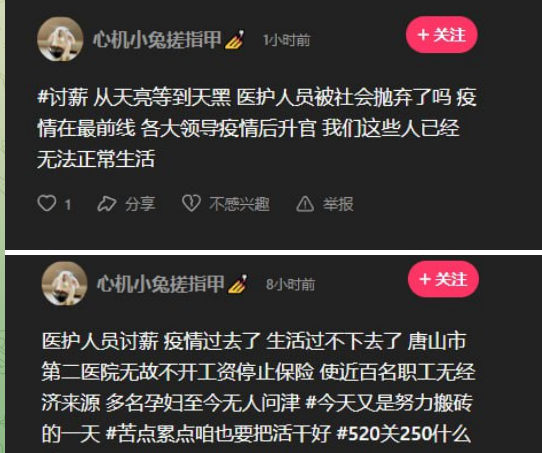 心机小兔搓指甲💅 1小时前 + 关注
#讨薪 从天亮等到天黑 医护人员被社会抛弃了吗 疫
情在最前线 各大领导疫情后升官 我们这些人已经
无法正常生活
1 分享 不感兴趣 举报
心机小兔搓指甲💅 8小时前 + 关注
医护人员讨薪 疫情过去了 生活过不下去了 唐山市
第二医院无故不开工资停止保险 使近百名职工无经
济来源 多名孕妇至今无人问津 #今天又是努力搬砖
的一天 #苦点累点咱也要把活干好 #520关250什么